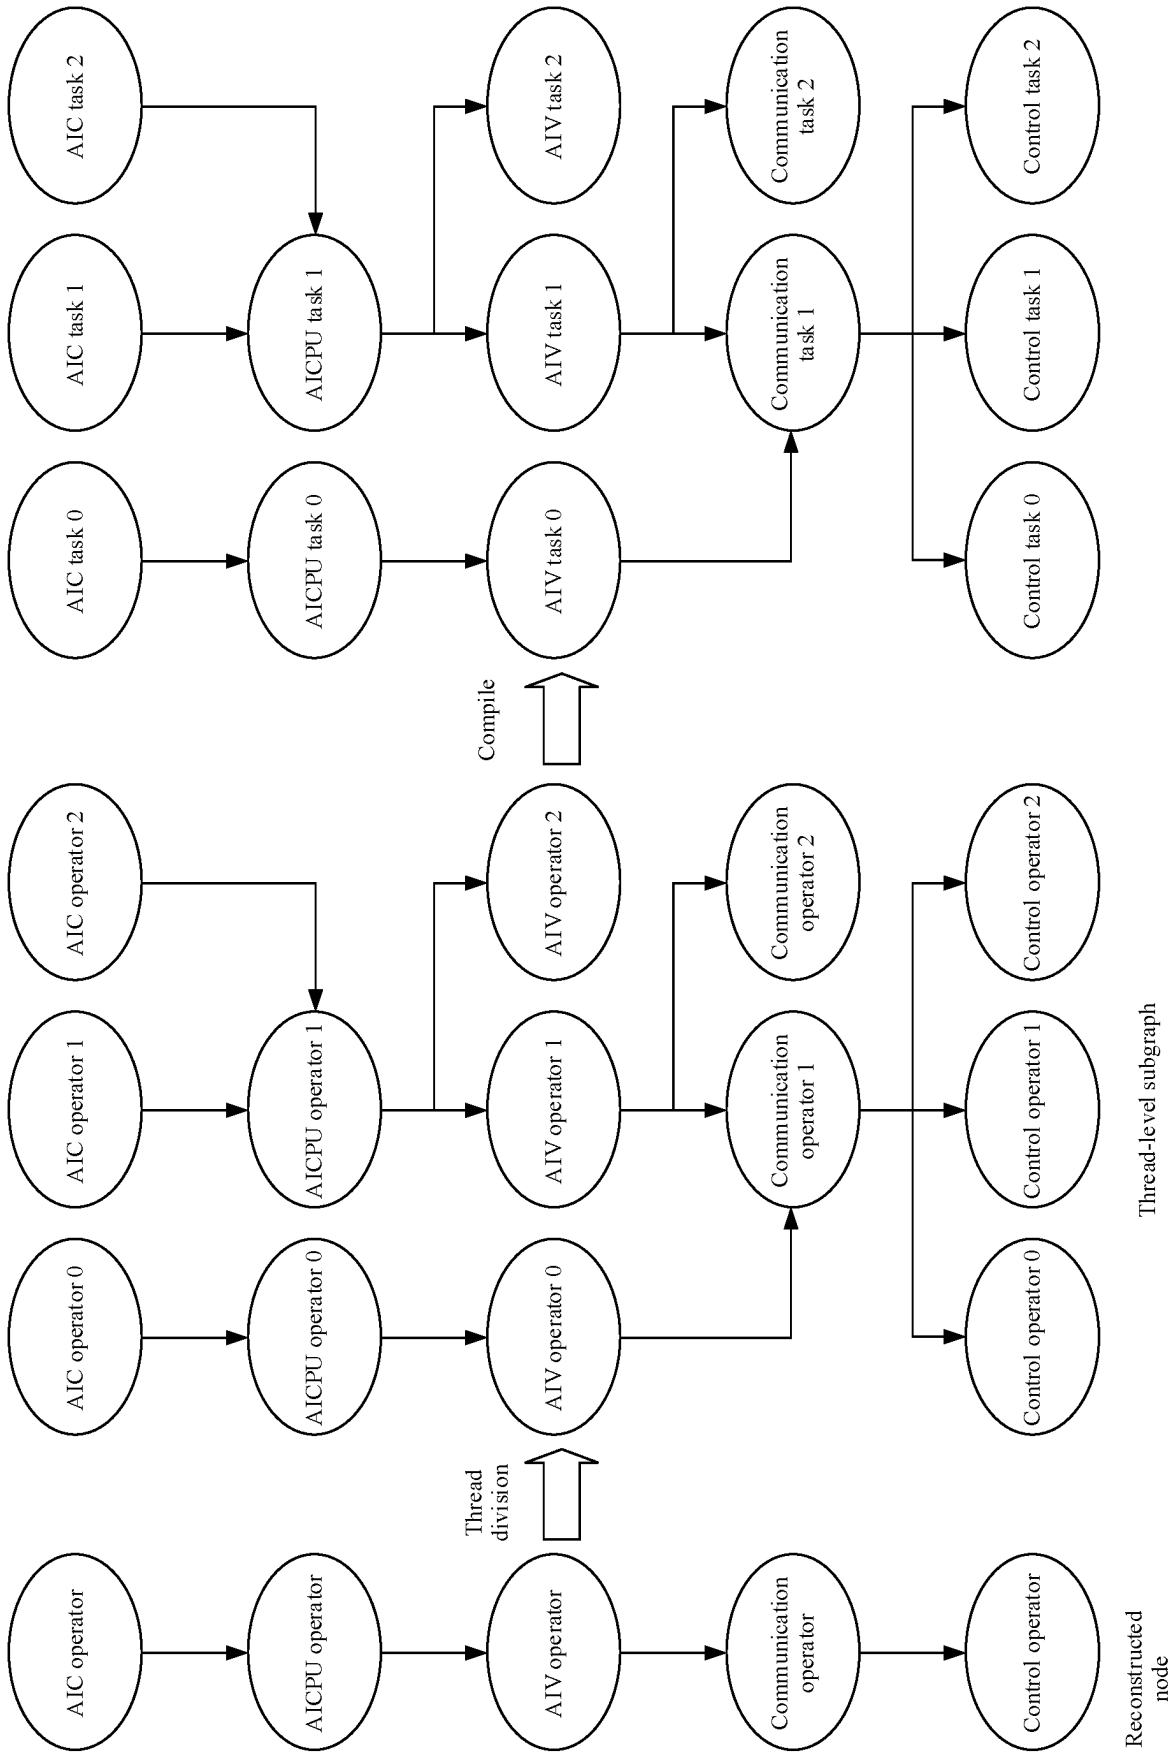 AIC operator
AICPU operator
AIV operator
Communication
operator
Control operator
Reconstructed
node
Thread
division
AIC operator 0
AIC operator 1
AIC operator 2
AICPU operator 0
AICPU operator 1
AIV operator 0
AIV operator 1
AIV operator 2
Communication
operator 1
Communication
operator 2
Control operator 0
Control operator 1
Control operator 2
Thread-level subgraph
Compile
AIC task 0
AIC task 1
AIC task 2
AICPU task 0
AICPU task 1
AIV task 0
AIV task 1
AIV task 2
Communication
task 1
Communication
task 2
Control task 0
Control task 1
Control task 2